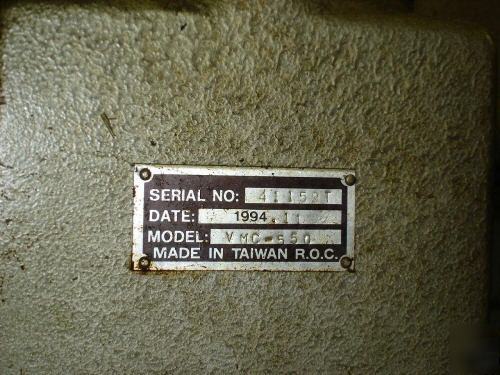 SERIAL NO: 41152T
DATE: 1994.11
MODEL: VMC-550
MADE IN TAIWAN R.O.C.